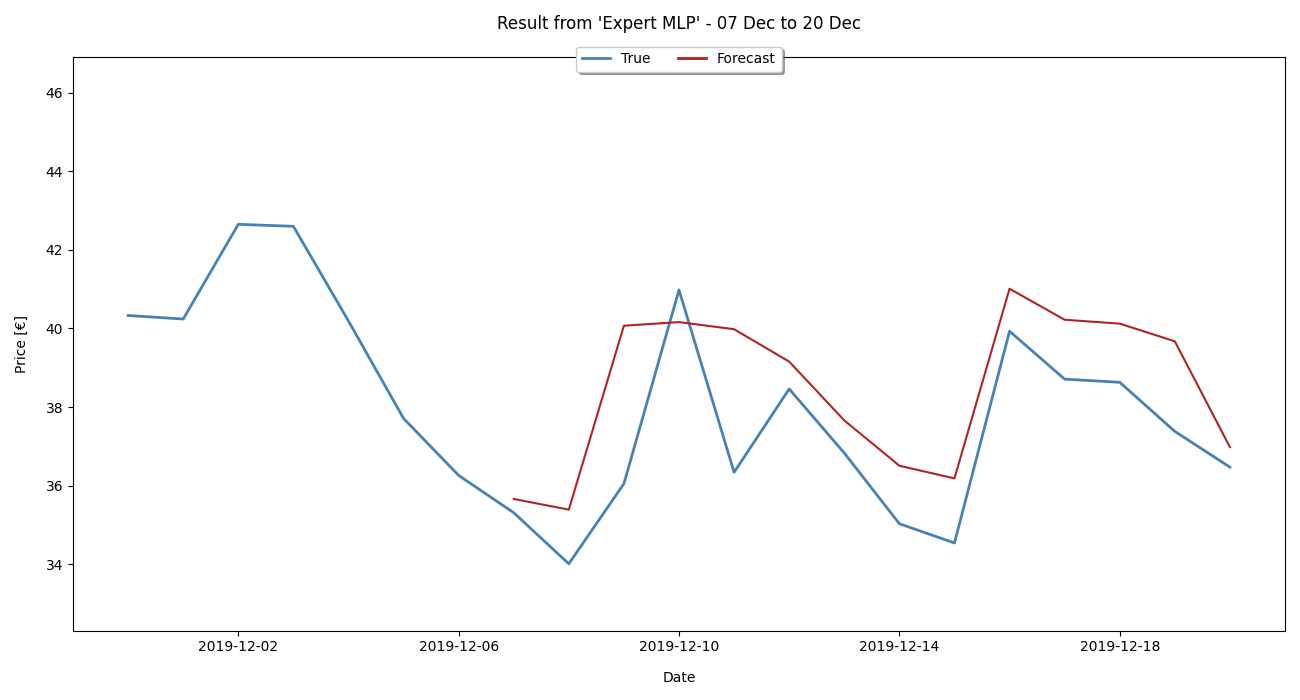 Result from 'Expert MLP' - 07 Dec to 20 Dec
True Forecast
46
44
42
40
38
36
34
Price [€]
2019-12-02 2019-12-06 2019-12-10 2019-12-14 2019-12-18
Date